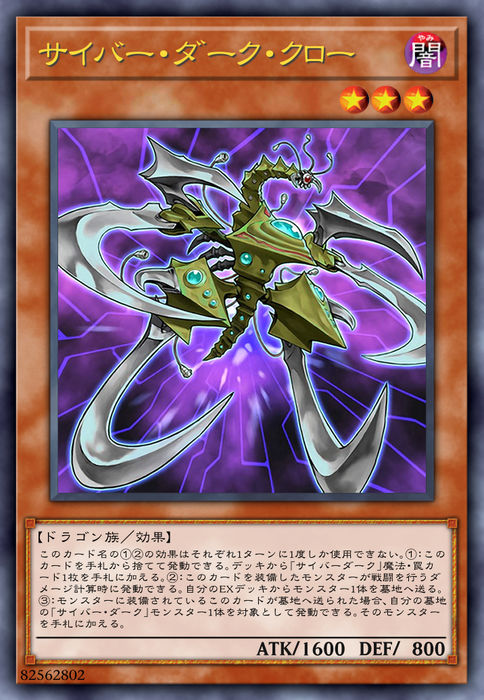 サイバー・ダーク・クロー
やみ
闇
【ドラゴン族／効果】
このカード名の①②の効果はそれぞれ1ターンに1度しか使用できない。①：この
カードを手札から捨てて発動できる。デッキから「サイバーダーク」魔法・罠カ
ード1枚を手札に加える。②：このカードを装備したモンスターが戦闘を行うダ
メージ計算時に発動できる。自分のEXデッキからモンスター1体を墓地へ送る。
③：モンスターに装備されているこのカードが墓地へ送られた場合、自分の墓地
の「サイバー・ダーク」モンスター1体を対象として発動できる。そのモンスター
を手札に加える。
ATK/1600 DEF/ 800
82562802